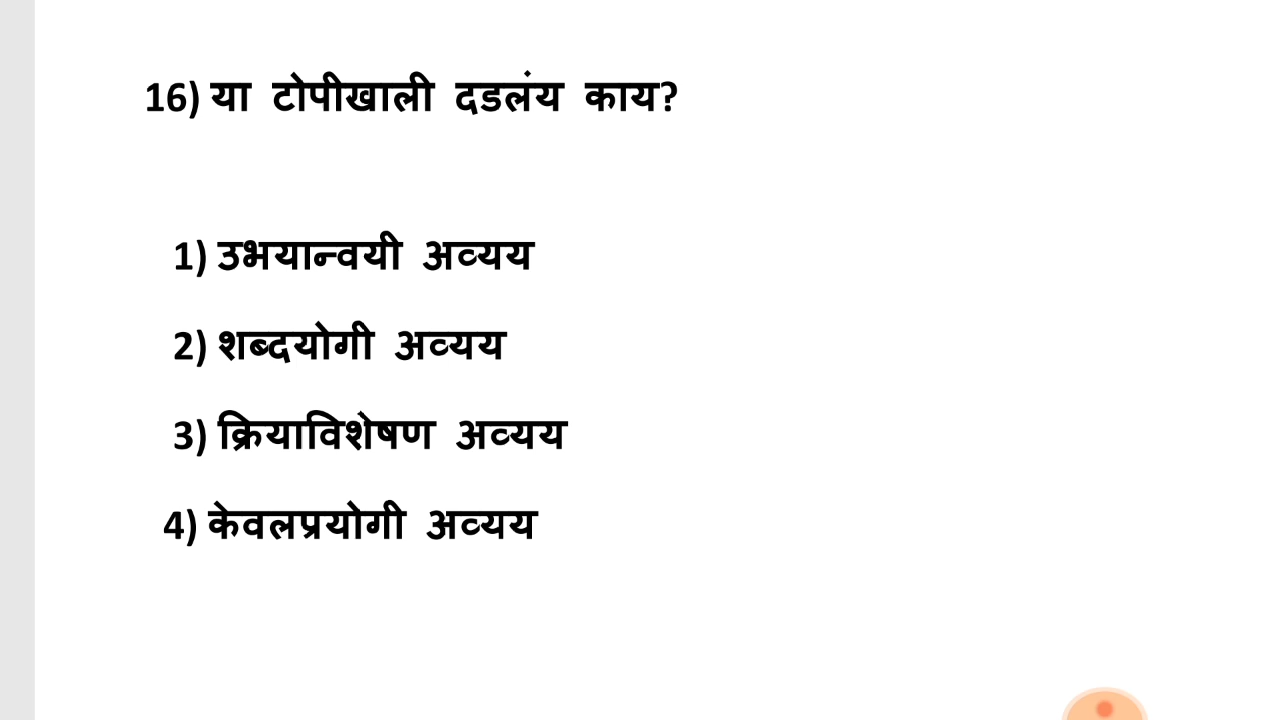 16) या टोपीखाली दडलंय काय?
1) उभयान्वयी अव्यय
2) शब्दयोगी अव्यय
3) क्रियाविशेषण अव्यय
4) केवलप्रयोगी अव्यय